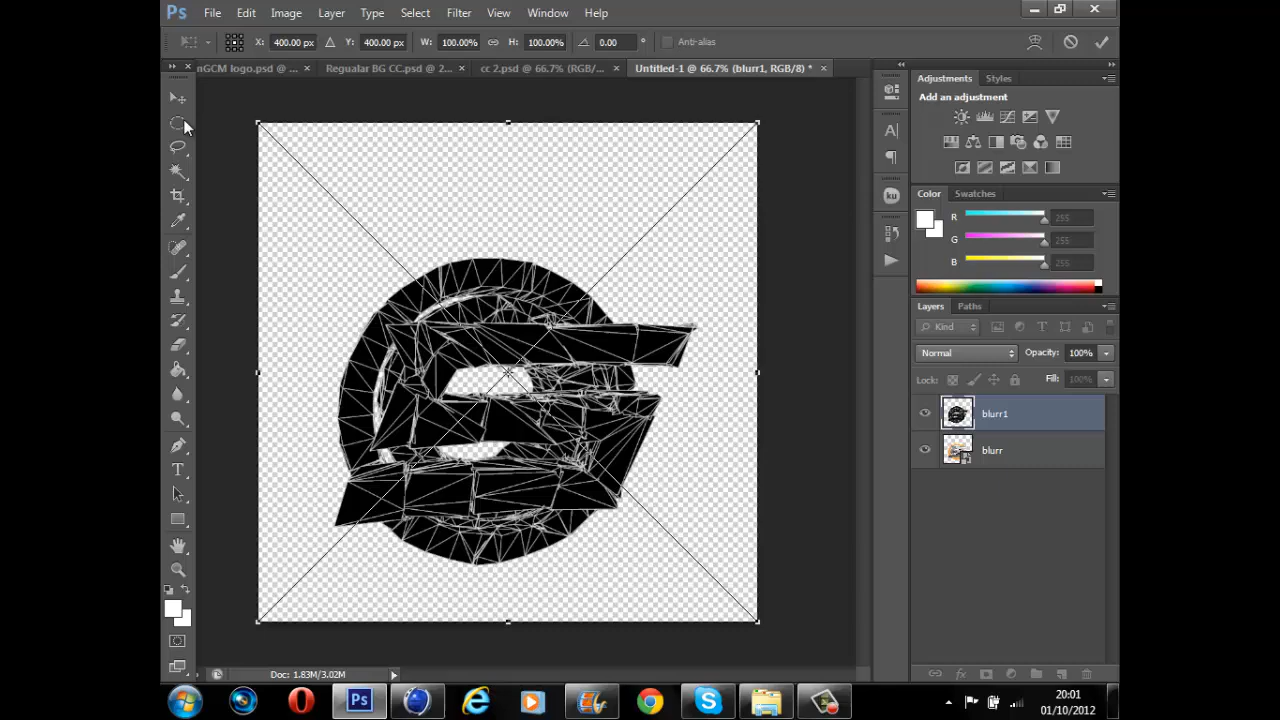 Ps File Edit Image Layer Type Select Filter View Window Help
X: 400.00 px Y: 400.00 px W: 100.00% H: 100.00% 0.00 ° Anti-alias
nGCM logo.psd @ ... × Regualar BG CC.psd @ 2... × cc 2.psd @ 66.7% (RGB/... × Untitled-1 @ 66.7% (blurr1, RGB/8) * ×
Adjustments Styles
Add an adjustment
Color Swatches
R 255
G 255
B 255
Layers Paths
Kind
Normal Opacity: 100%
Lock: Fill: 100%
blurr1
blurr
Doc: 1.83M/3.02M
Ps
20:01
01/10/2012